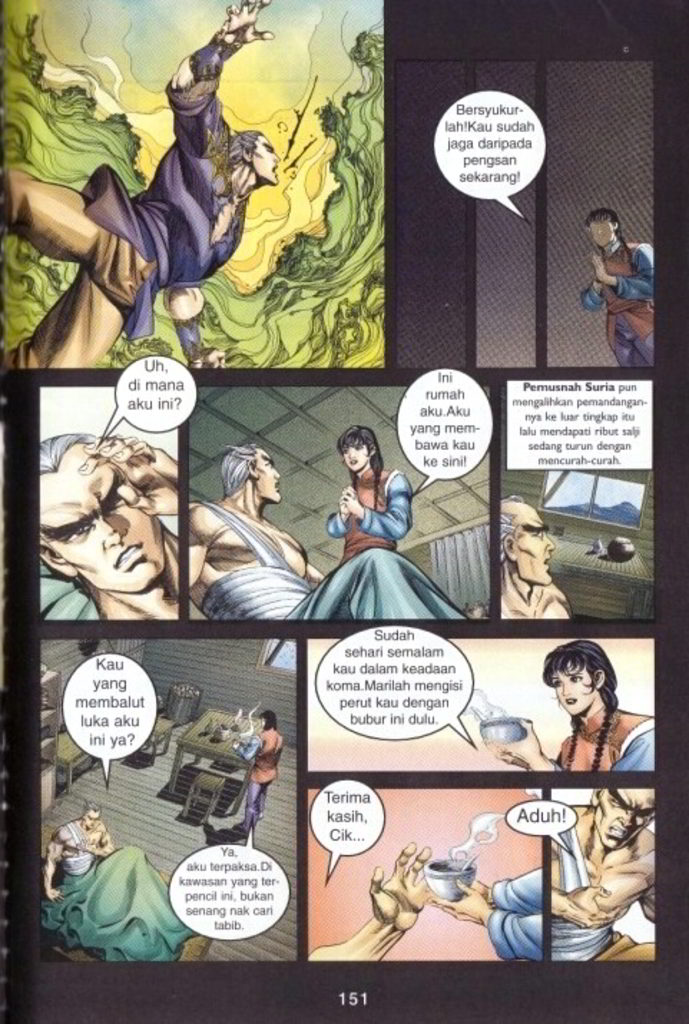 Bersyukur-
lah!Kau sudah
jaga daripada
pengsan
sekarang!
Uh,
di mana
aku ini?
Ini
rumah
aku.Aku
yang mem-
bawa kau
ke sini!
Pemusnah Suria pun
mengalihkan pemandangan-
nya ke luar tingkap itu
lalu mendapati ribut salji
sedang turun dengan
mencurah-curah.
Kau
yang
membalut
luka aku
ini ya?
Ya,
aku terpaksa.Di
kawasan yang ter-
pencil ini, bukan
senang nak cari
tabib.
Sudah
sehari semalam
kau dalam keadaan
koma.Marilah mengisi
perut kau dengan
bubur ini dulu.
Terima
kasih,
Cik...
Aduh!
151